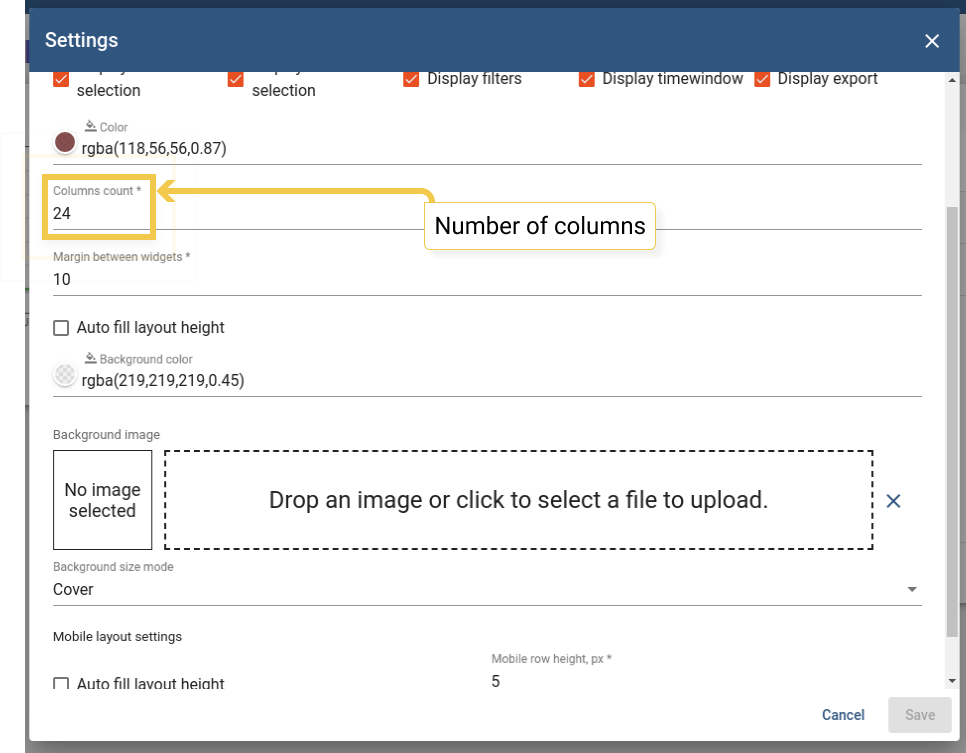 Settings
selection
selection
Display filters
Display timewindow
Display export
Color
rgba(118,56,56,0.87)
Columns count *
24
Number of columns
Margin between widgets *
10
Auto fill layout height
Background color
rgba(219,219,219,0.45)
Background image
No image
selected
Drop an image or click to select a file to upload.
Background size mode
Cover
Mobile layout settings
Mobile row height, px *
Auto fill layout height
5
Cancel
Save